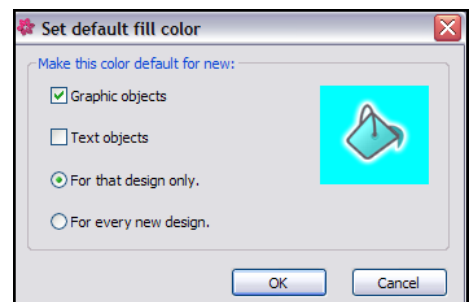 Set default fill color
Make this color default for new:
Graphic objects
Text objects
For that design only.
For every new design.
OK
Cancel